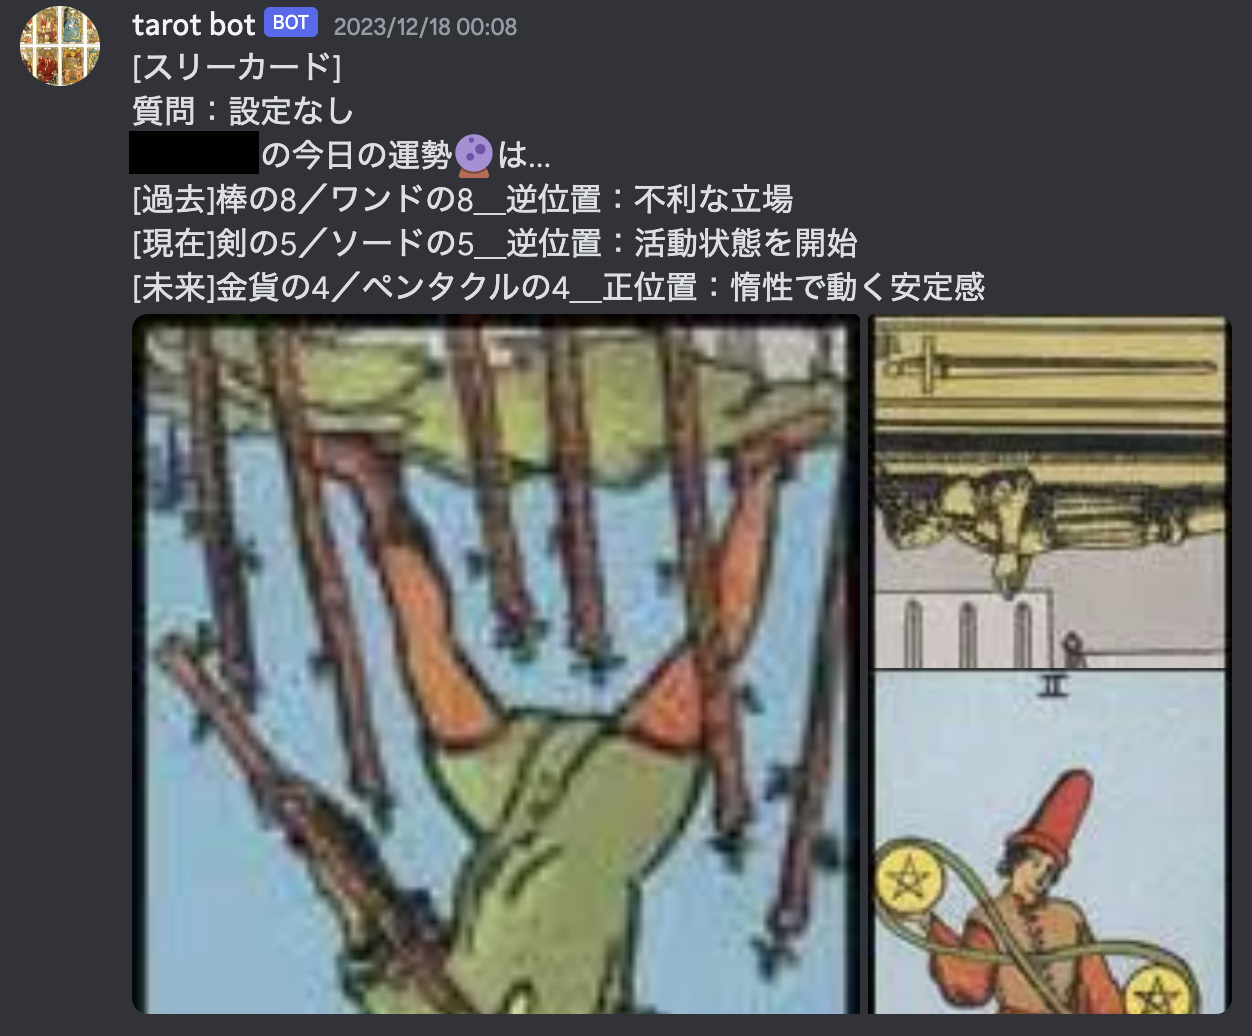 tarot bot BOT 2023/12/18 00:08
[スリーカード]
質問：設定なし
の今日の運勢🔮は...
[過去]棒の8／ワンドの8__逆位置：不利な立場
[現在]剣の5／ソードの5__逆位置：活動状態を開始
[未来]金貨の4／ペンタクルの4__正位置：惰性で動く安定感
II